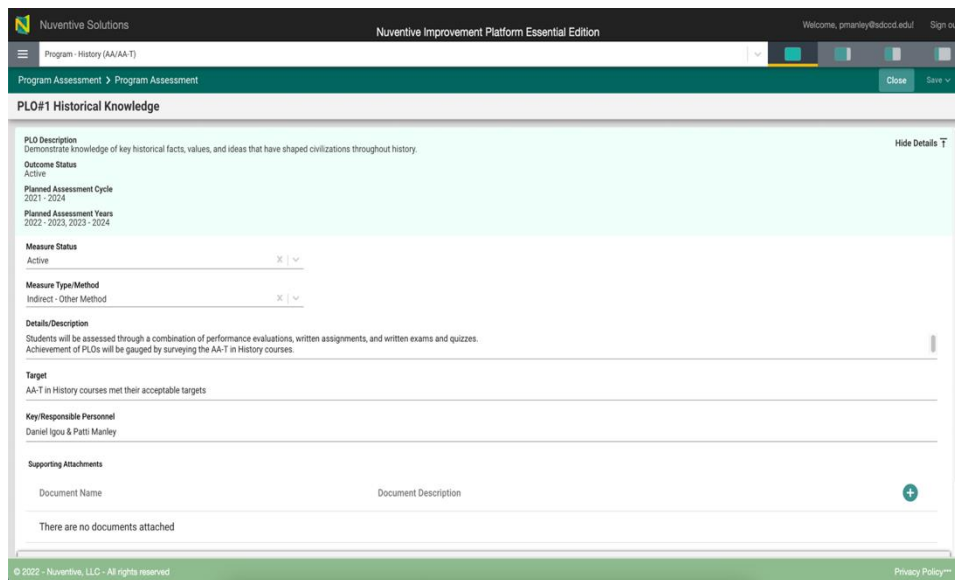 Nuventive Solutions
Nuventive Improvement Platform Essential Edition
Welcome, pmanley@sdccd.edu!
Sign ou
Program - History (AA/AA-T)
Program Assessment > Program Assessment
Close
Save
PLO#1 Historical Knowledge
PLO Description
Hide Details
Demonstrate knowledge of key historical facts, values, and ideas that have shaped civilizations throughout history.
Outcome Status
Active
Planned Assessment Cycle
2021 - 2024
Planned Assessment Years
2022 - 2023, 2023 - 2024
Measure Status
Active
Measure Type/Method
Indirect - Other Method
Details/Description
Students will be assessed through a combination of performance evaluations, written assignments, and written exams and quizzes.
Achievement of PLOs will be gauged by surveying the AA-T in History courses.
Target
AA-T in History courses met their acceptable targets
Key/Responsible Personnel
Daniel Igou & Patti Manley
Supporting Attachments
Document Name
Document Description
There are no documents attached
© 2022 - Nuventive, LLC - All rights reserved
Privacy Policy***